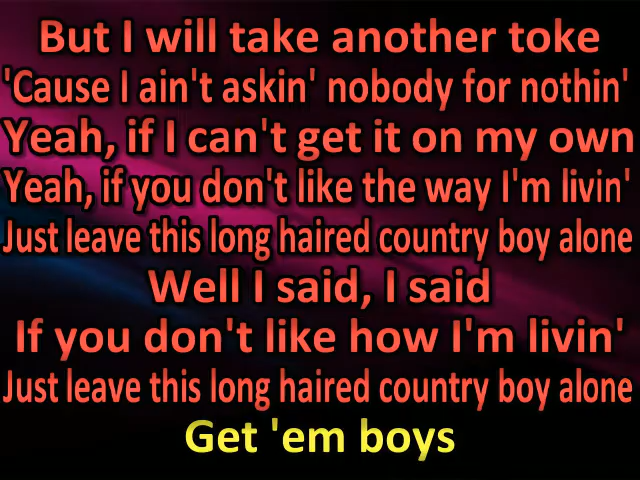 But I will take another toke
'Cause I ain't askin' nobody for nothin'
Yeah, if I can't get it on my own
Yeah, if you don't like the way I'm livin'
Just leave this long haired country boy alone
Well I said, I said
If you don't like how I'm livin'
Just leave this long haired country boy alone
Get 'em boys